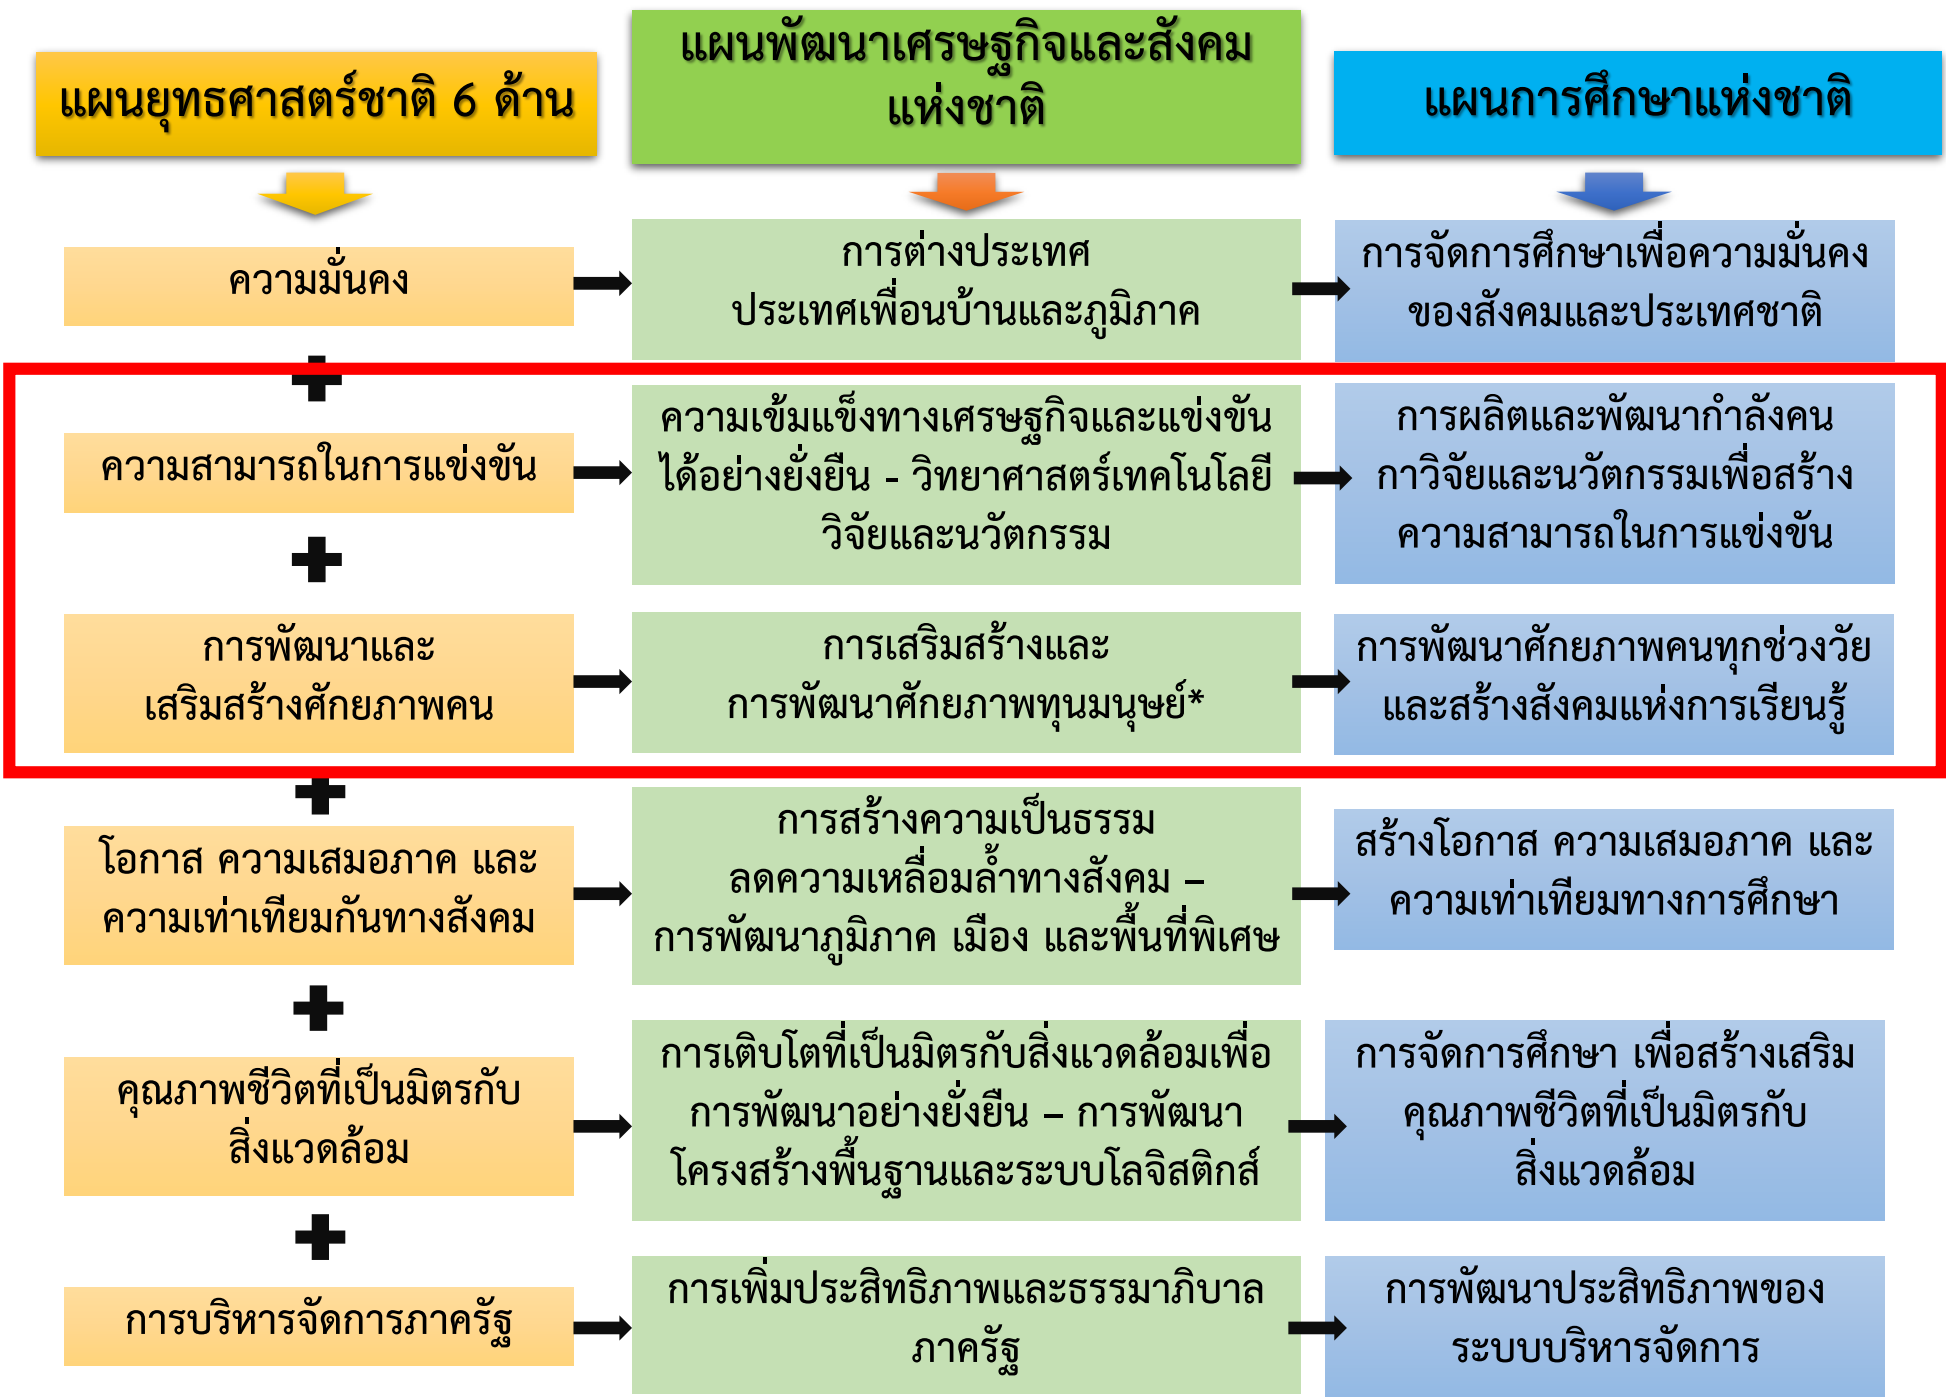 แผนยุทธศาสตร์ชาติ 6 ด้าน
แผนพัฒนาเศรษฐกิจและสังคม
แห่งชาติ
แผนการศึกษาแห่งชาติ
ความมั่นคง
การต่างประเทศ
ประเทศเพื่อนบ้านและภูมิภาค
การจัดการศึกษาเพื่อความมั่นคง
ของสังคมและประเทศชาติ
ความสามารถในการแข่งขัน
ความเข้มแข็งทางเศรษฐกิจและแข่งขัน
ได้อย่างยั่งยืน - วิทยาศาสตร์เทคโนโลยี
วิจัยและนวัตกรรม
การผลิตและพัฒนากำลังคน
กาวิจัยและนวัตกรรมเพื่อสร้าง
ความสามารถในการแข่งขัน
การพัฒนาและ
เสริมสร้างศักยภาพคน
การเสริมสร้างและ
การพัฒนาศักยภาพทุนมนุษย์*
การพัฒนาศักยภาพคนทุกช่วงวัย
และสร้างสังคมแห่งการเรียนรู้
โอกาส ความเสมอภาค และ
ความเท่าเทียมกันทางสังคม
การสร้างความเป็นธรรม
ลดความเหลื่อมล้ำทางสังคม –
การพัฒนาภูมิภาค เมือง และพื้นที่พิเศษ
สร้างโอกาส ความเสมอภาค และ
ความเท่าเทียมทางการศึกษา
คุณภาพชีวิตที่เป็นมิตรกับ
สิ่งแวดล้อม
การเติบโตที่เป็นมิตรกับสิ่งแวดล้อมเพื่อ
การพัฒนาอย่างยั่งยืน – การพัฒนา
โครงสร้างพื้นฐานและระบบโลจิสติกส์
การจัดการศึกษา เพื่อสร้างเสริม
คุณภาพชีวิตที่เป็นมิตรกับ
สิ่งแวดล้อม
การบริหารจัดการภาครัฐ
การเพิ่มประสิทธิภาพและธรรมาภิบาล
ภาครัฐ
การพัฒนาประสิทธิภาพของ
ระบบบริหารจัดการ